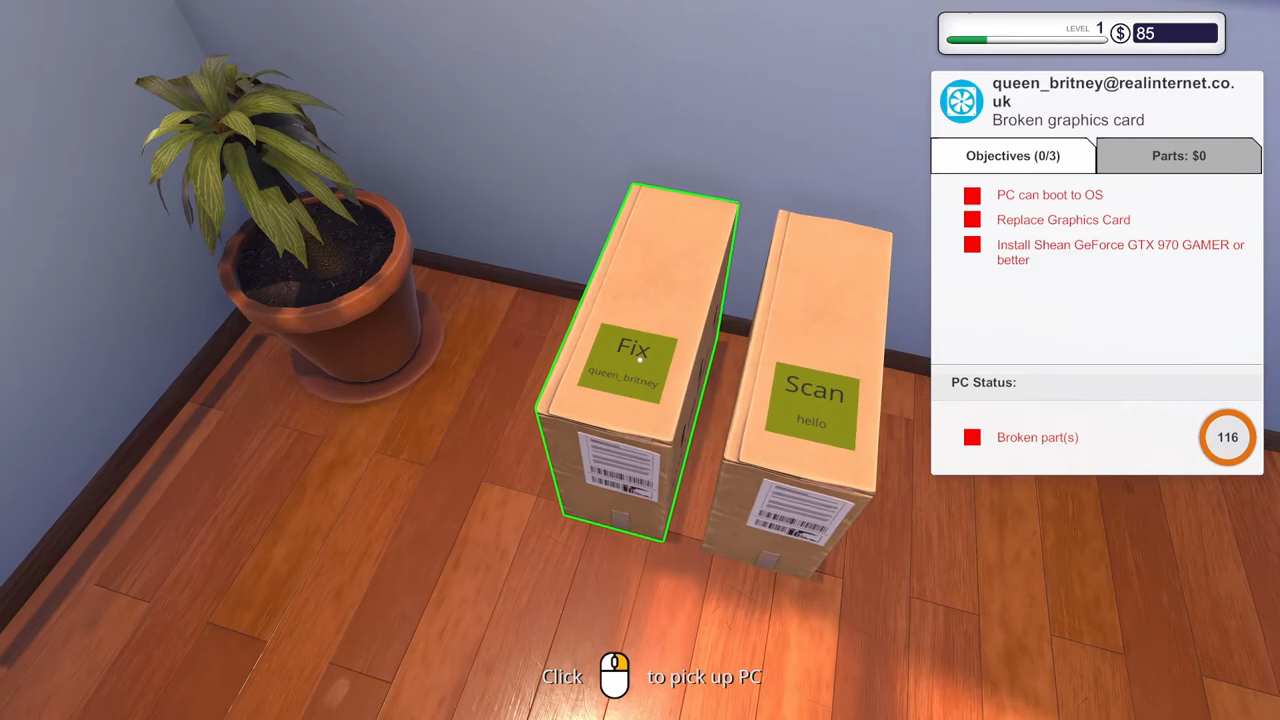 LEVEL 1 $ 85
queen_britney@realinternet.co.
uk
Broken graphics card
Objectives (0/3)
Parts: $0
PC can boot to OS
Replace Graphics Card
Install Shean GeForce GTX 970 GAMER or
better
PC Status:
Broken part(s)
116
Fix
queen_britney
Scan
hello
Click to pick up PC